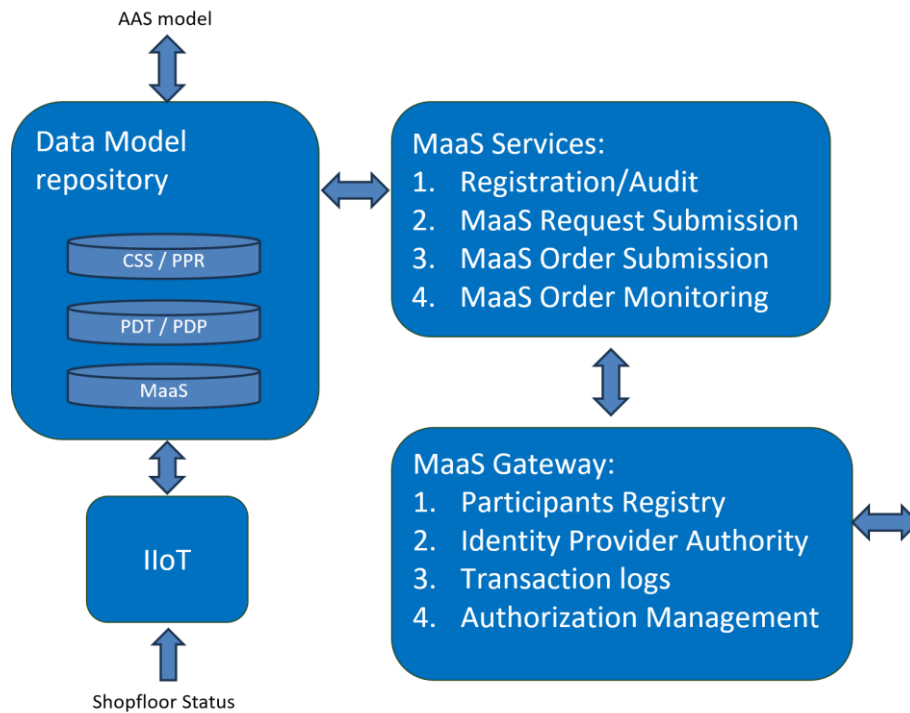 AAS model
Data Model
repository
CSS / PPR
PDT / PDP
MaaS
IIoT
Shopfloor Status
MaaS Services:
1. Registration/Audit
2. MaaS Request Submission
3. MaaS Order Submission
4. MaaS Order Monitoring
MaaS Gateway:
1. Participants Registry
2. Identity Provider Authority
3. Transaction logs
4. Authorization Management